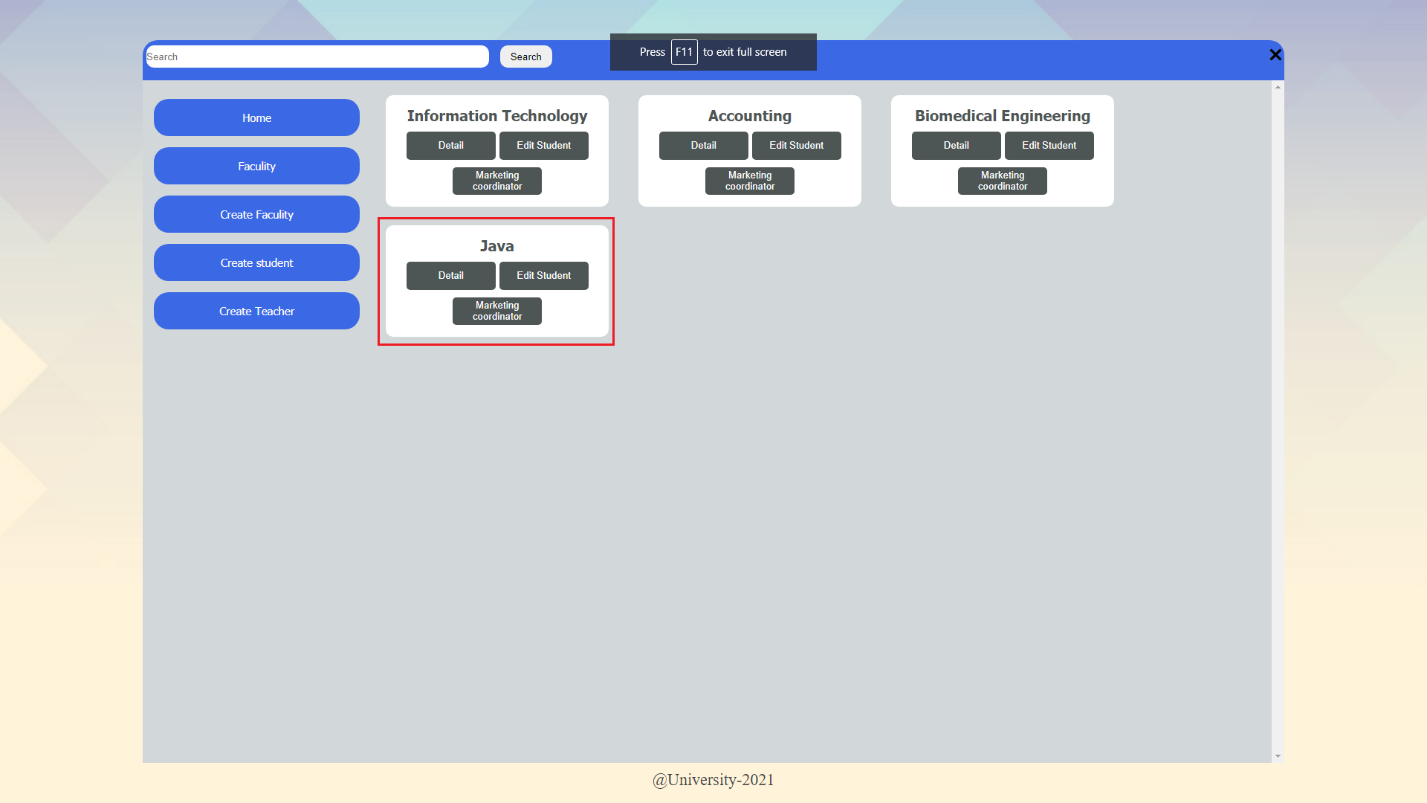 Press F11 to exit full screen
Search
Search
Home
Faculity
Create Faculity
Create student
Create Teacher
Information Technology
Detail
Edit Student
Marketing
coordinator
Accounting
Detail
Edit Student
Marketing
coordinator
Biomedical Engineering
Detail
Edit Student
Marketing
coordinator
Java
Detail
Edit Student
Marketing
coordinator
@University-2021